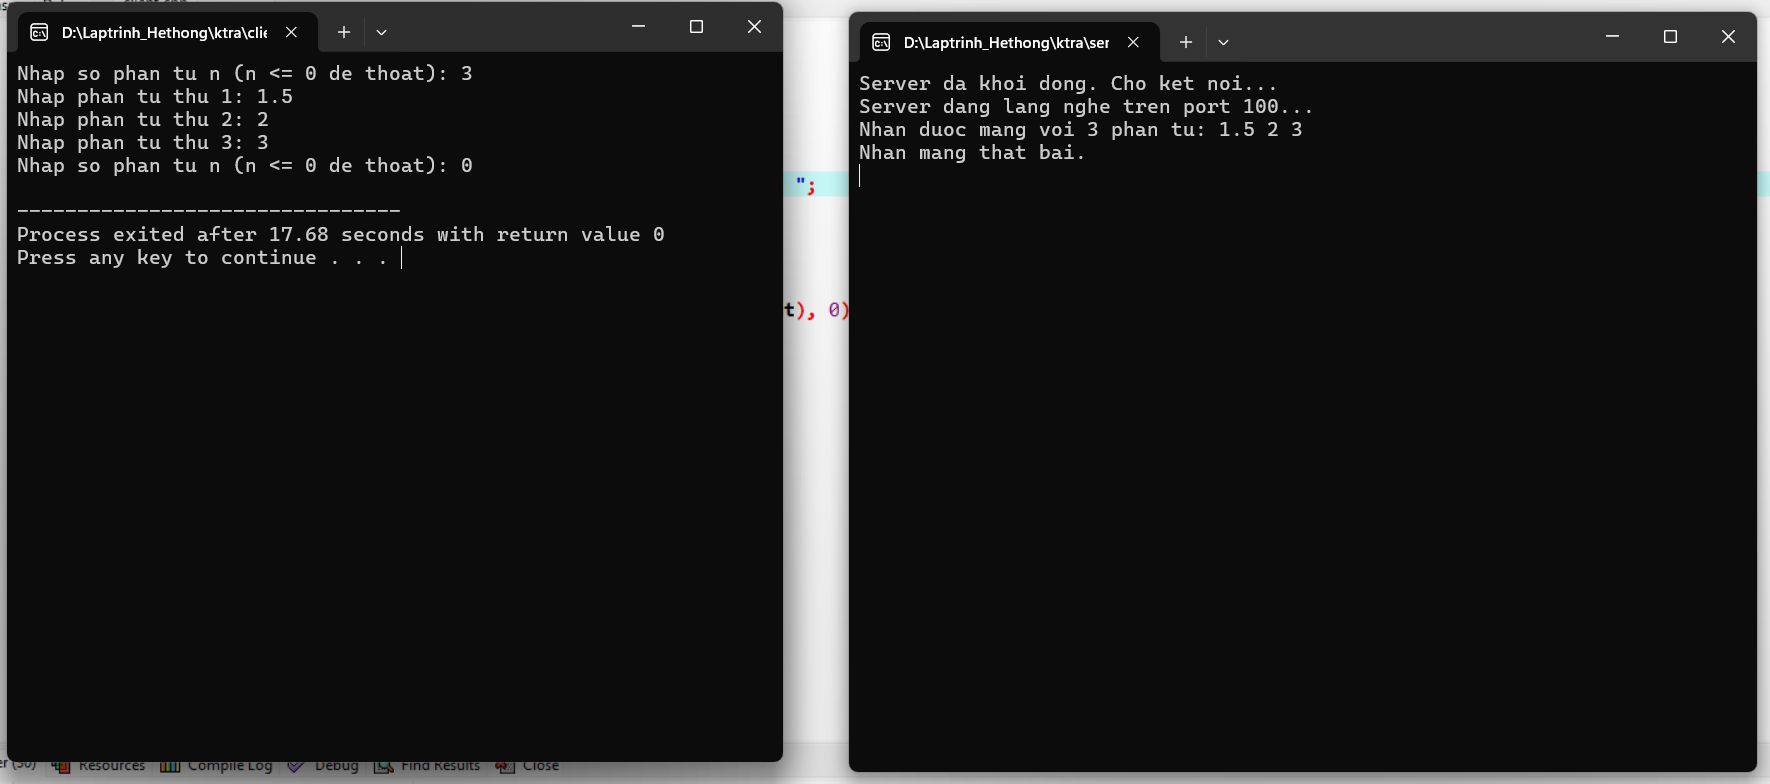 D:\Laptrinh_Hethong\ktra\clie
Nhap so phan tu n (n <= 0 de thoat): 3
Nhap phan tu thu 1: 1.5
Nhap phan tu thu 2: 2
Nhap phan tu thu 3: 3
Nhap so phan tu n (n <= 0 de thoat): 0
--------------------------------
Process exited after 17.68 seconds with return value 0
Press any key to continue . . .
";
t), 0)
D:\Laptrinh_Hethong\ktra\ser
Server da khoi dong. Cho ket noi...
Server dang lang nghe tren port 100...
Nhan duoc mang voi 3 phan tu: 1.5 2 3
Nhan mang that bai.
Resources Compile Log Debug Find Results Close